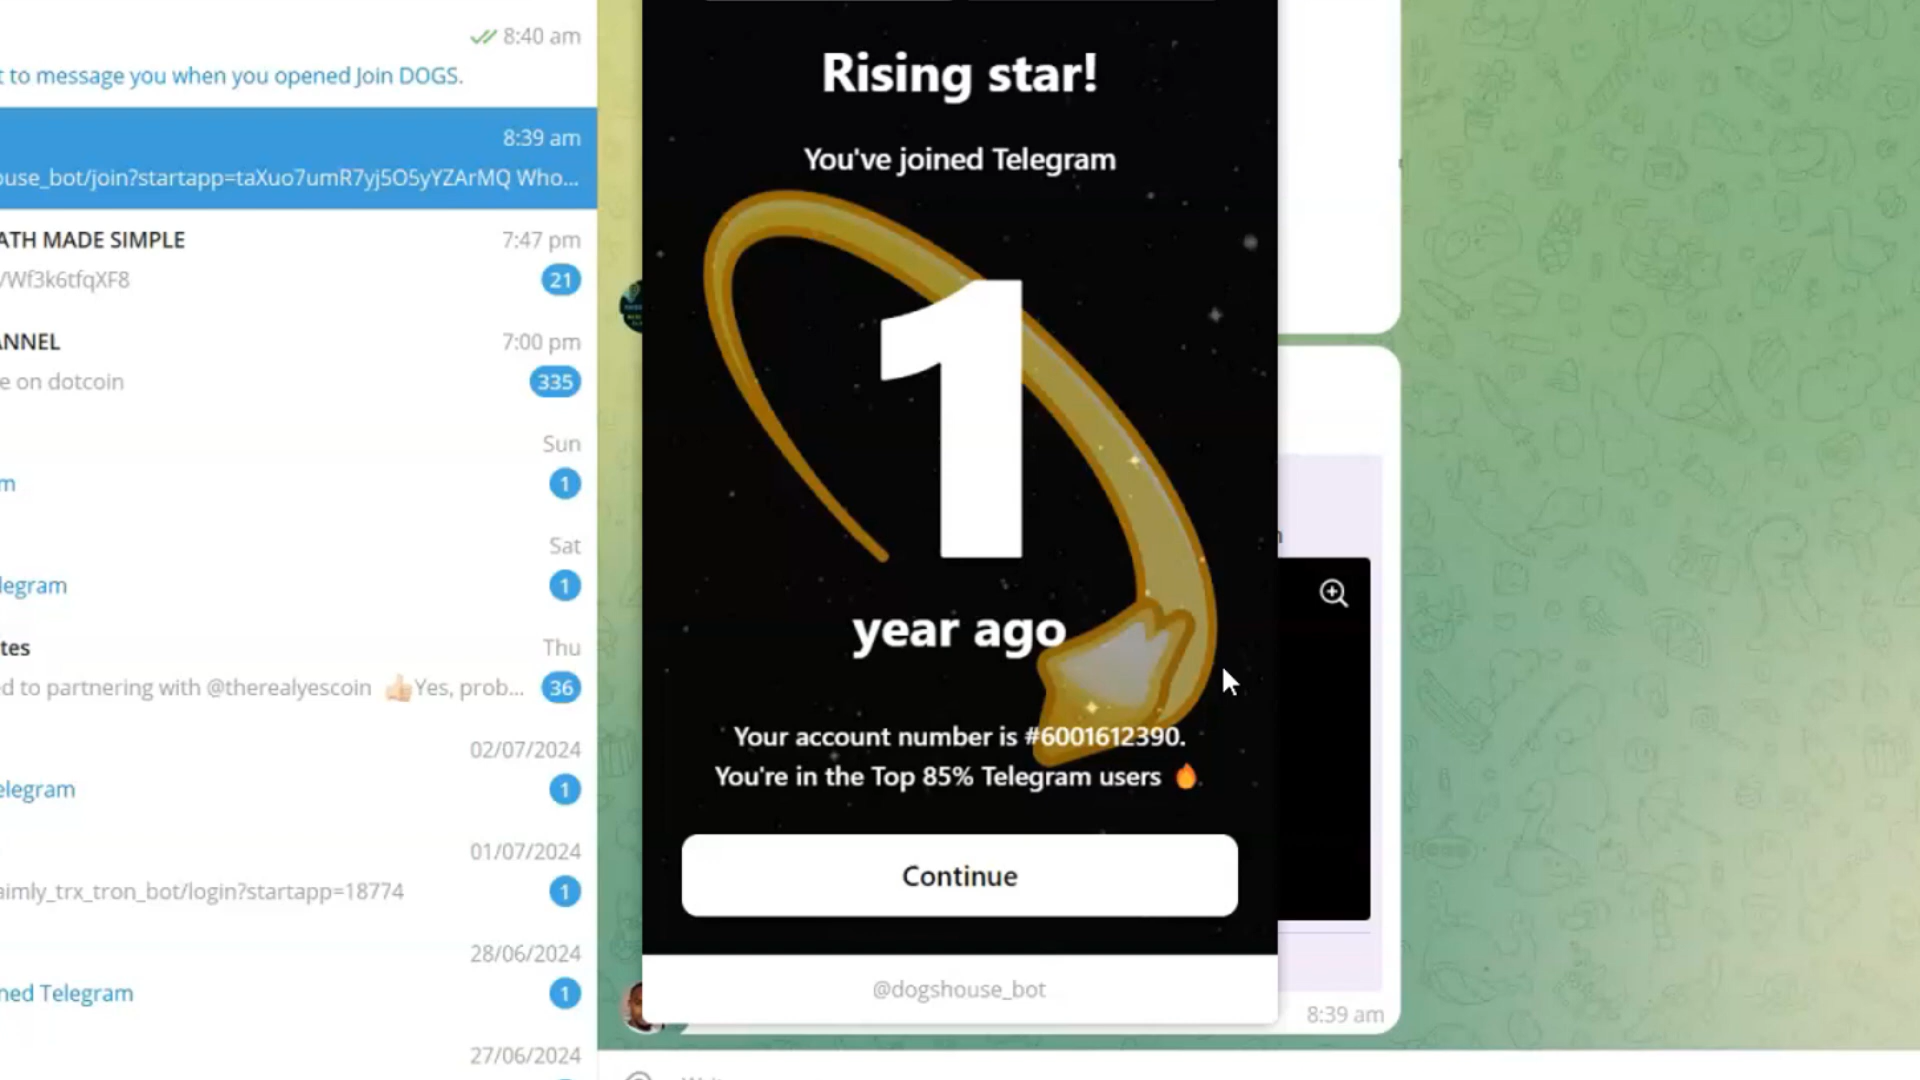 8:40 am
t to message you when you opened Join DOGS.
8:39 am
ouse_bot/join?startapp=taXuo7umR7yj5O5yYZArMQ Who...
ATH MADE SIMPLE
7:47 pm
/Wf3k6tfqXF8
21
ANNEL
7:00 pm
e on dotcoin
335
Sun
m
1
Sat
legram
1
tes
Thu
d to partnering with @therealyescoin 👍Yes, prob...
36
02/07/2024
elegram
1
01/07/2024
aimly_trx_tron_bot/login?startapp=18774
1
28/06/2024
ned Telegram
1
27/06/2024
Rising star!
You've joined Telegram
1
year ago
Your account number is #6001612390.
You're in the Top 85% Telegram users 🔥
Continue
@dogshouse_bot
8:39 am